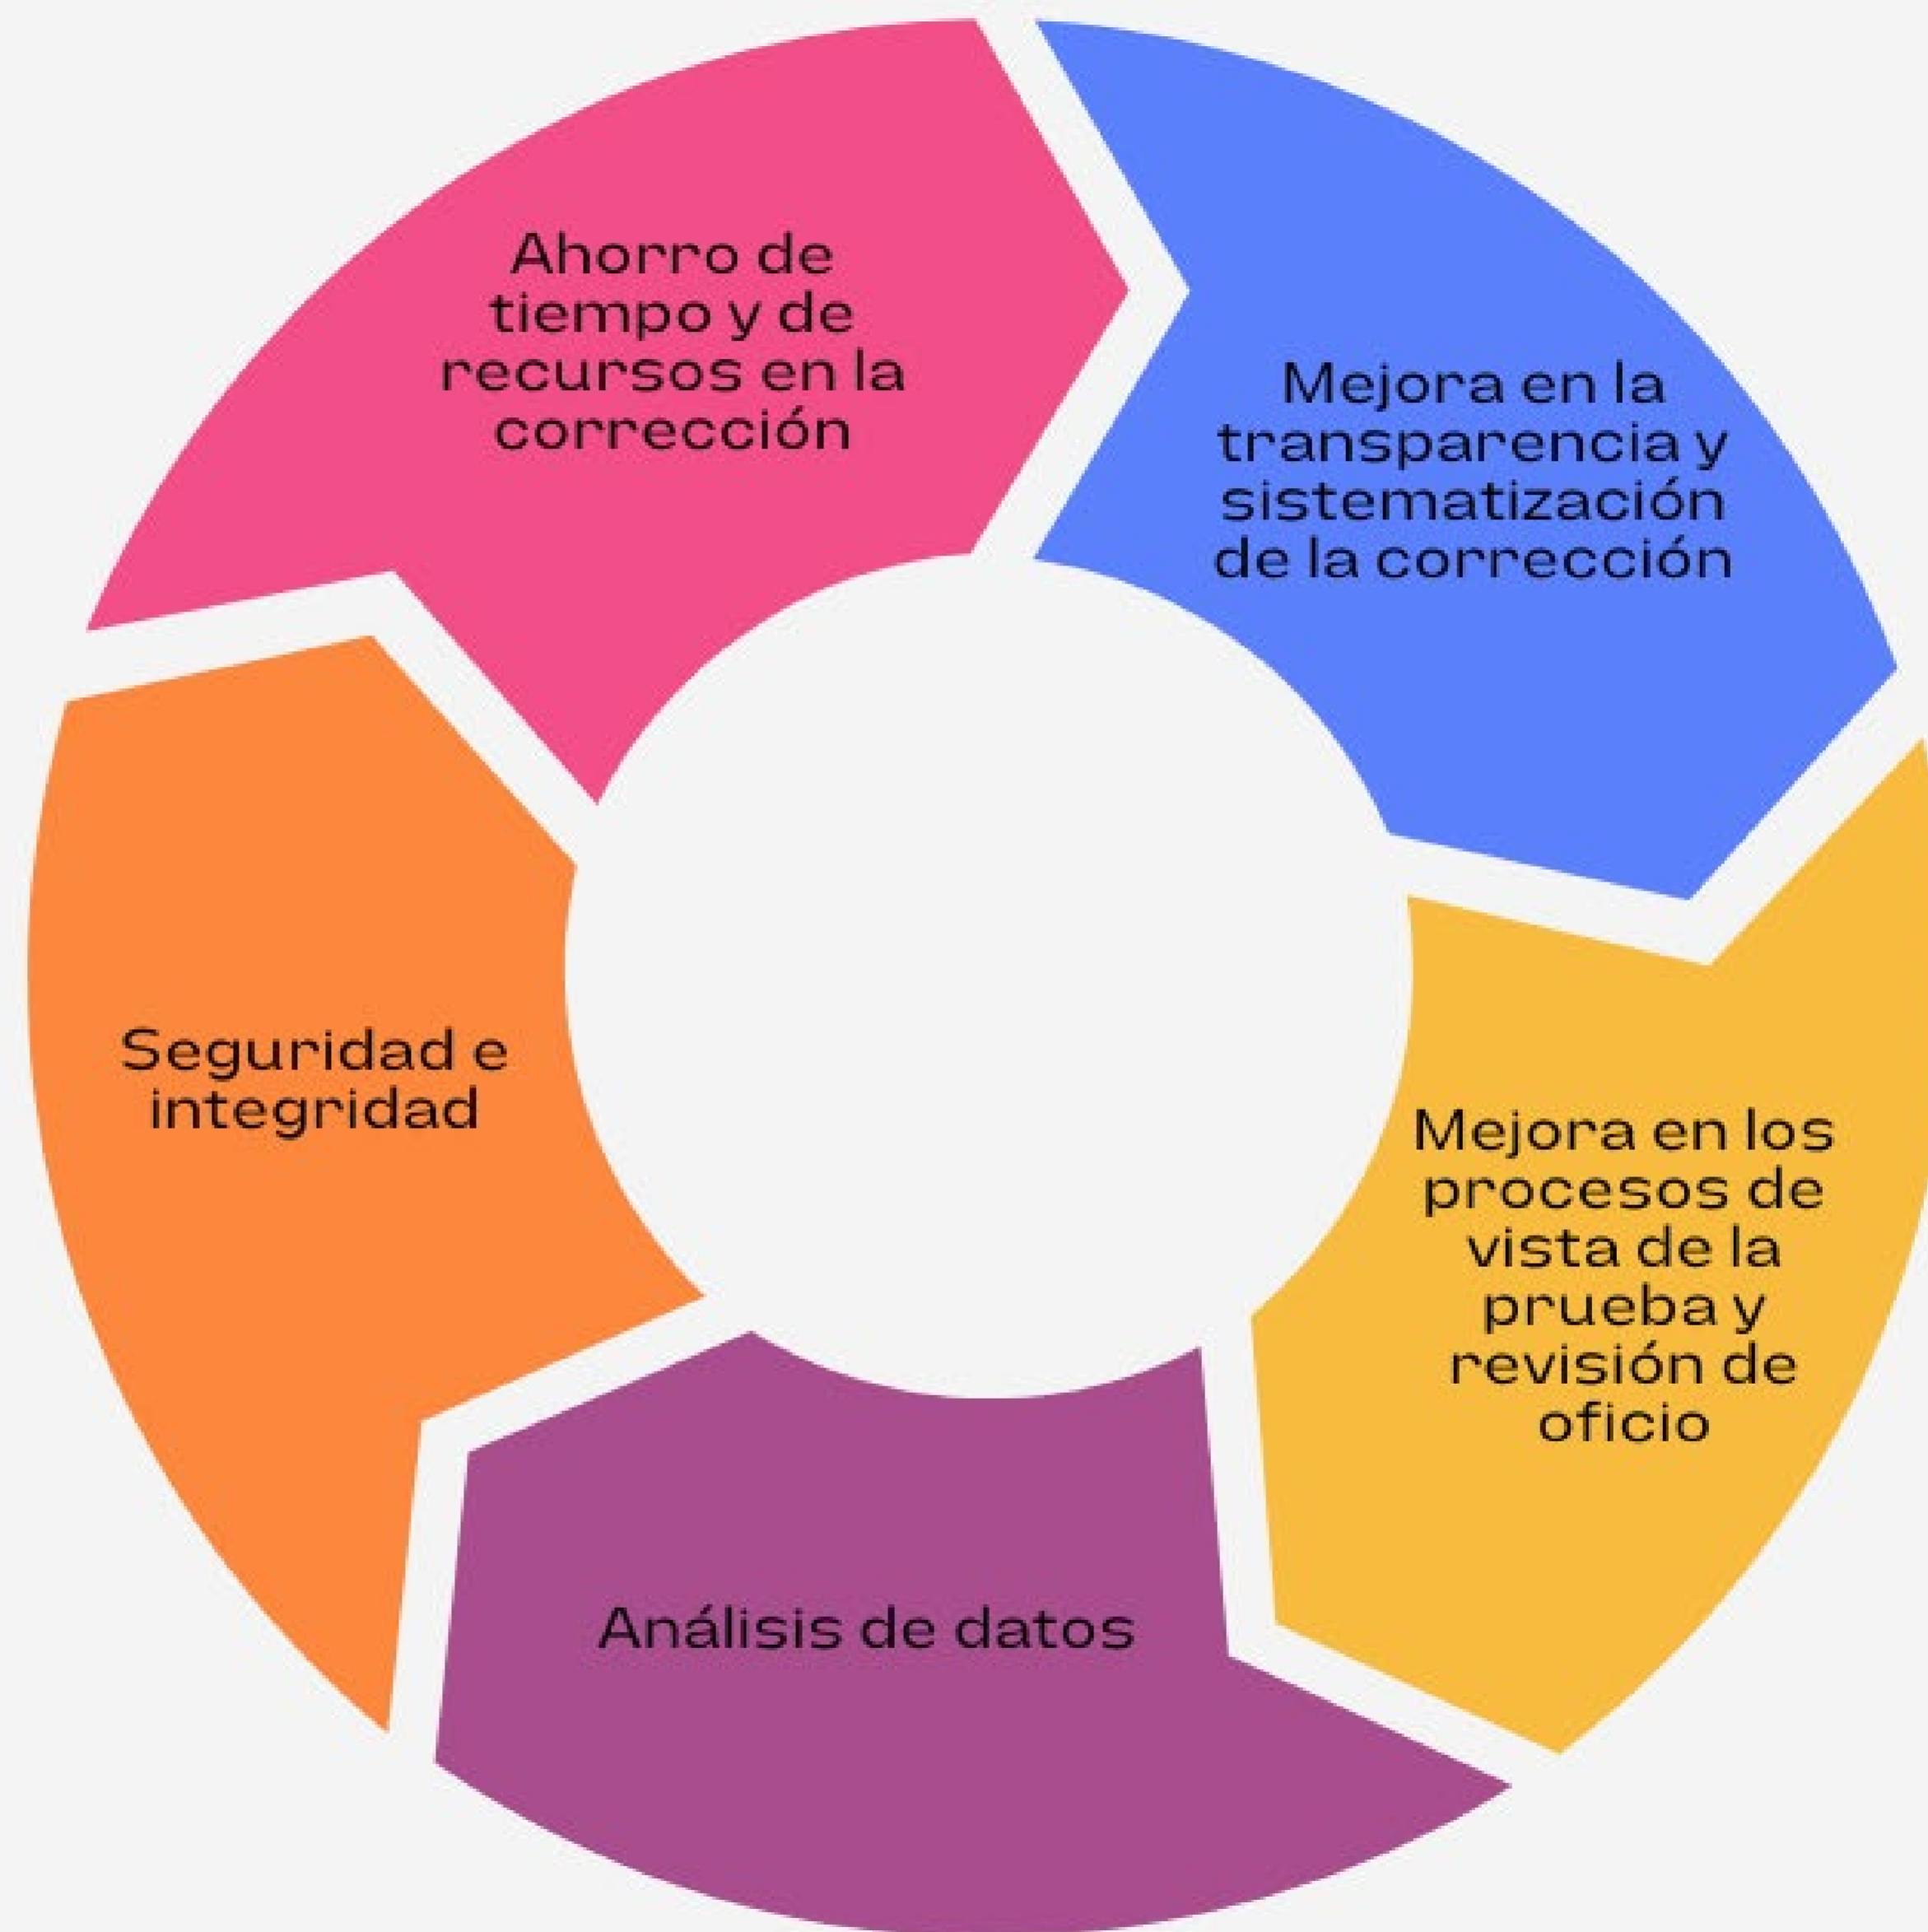 Ahorro de
tiempo y de
recursos en la
corrección
Mejora en la
transparencia y
sistematización
de la corrección
Mejora en los
procesos de
vista de la
prueba y
revisión de
oficio
Análisis de datos
Seguridad e
integridad